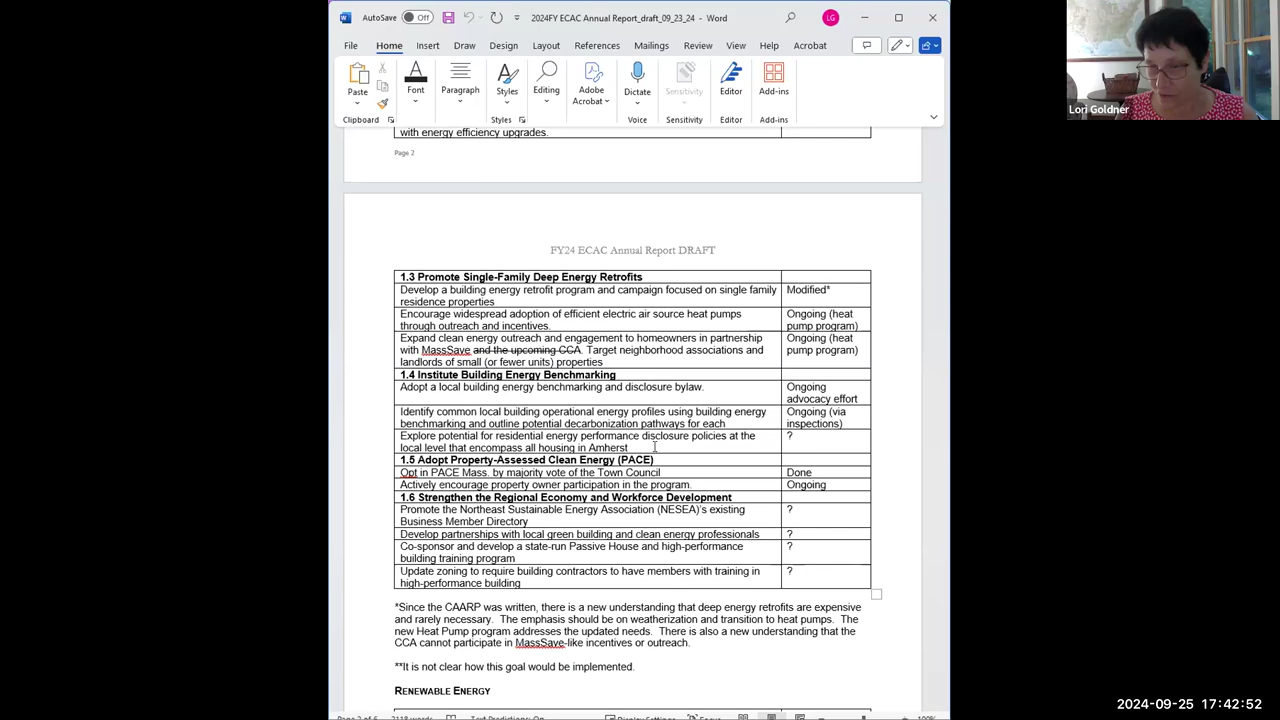 AutoSave Off 2024FY ECAC Annual Report_draft_09_23_24 - Word LG
File Home Insert Draw Design Layout References Mailings Review View Help Acrobat
Paste Font Paragraph Styles Editing Adobe Acrobat Dictate Sensitivity Editor Add-ins
Clipboard Styles Voice Sensitivity Editor Add-ins
Lori Goldner
with energy efficiency upgrades.
Page 2
FY24 ECAC Annual Report DRAFT
1.3 Promote Single-Family Deep Energy Retrofits
Develop a building energy retrofit program and campaign focused on single family Modified*
residence properties
Encourage widespread adoption of efficient electric air source heat pumps Ongoing (heat
through outreach and incentives. pump program)
Expand clean energy outreach and engagement to homeowners in partnership Ongoing (heat
with MassSave and the upcoming CCA. Target neighborhood associations and pump program)
landlords of small (or fewer units) properties
1.4 Institute Building Energy Benchmarking
Adopt a local building energy benchmarking and disclosure bylaw. Ongoing
advocacy effort
Identify common local building operational energy profiles using building energy Ongoing (via
benchmarking and outline potential decarbonization pathways for each inspections)
Explore potential for residential energy performance disclosure policies at the ?
local level that encompass all housing in Amherst
1.5 Adopt Property-Assessed Clean Energy (PACE)
Opt in PACE Mass. by majority vote of the Town Council Done
Actively encourage property owner participation in the program. Ongoing
1.6 Strengthen the Regional Economy and Workforce Development
Promote the Northeast Sustainable Energy Association (NESEA)'s existing ?
Business Member Directory
Develop partnerships with local green building and clean energy professionals ?
Co-sponsor and develop a state-run Passive House and high-performance ?
building training program
Update zoning to require building contractors to have members with training in ?
high-performance building
*Since the CAARP was written, there is a new understanding that deep energy retrofits are expensive
and rarely necessary. The emphasis should be on weatherization and transition to heat pumps. The
new Heat Pump program addresses the updated needs. There is also a new understanding that the
CCA cannot participate in MassSave-like incentives or outreach.
**It is not clear how this goal would be implemented.
RENEWABLE ENERGY
Page 2 of 6 2118 words Text Predictions: On Display Settings Focus 100%
2024-09-25 17:42:52